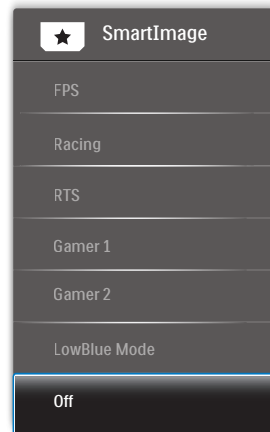 SmartImage
FPS
Racing
RTS
Gamer 1
Gamer 2
LowBlue Mode
Off